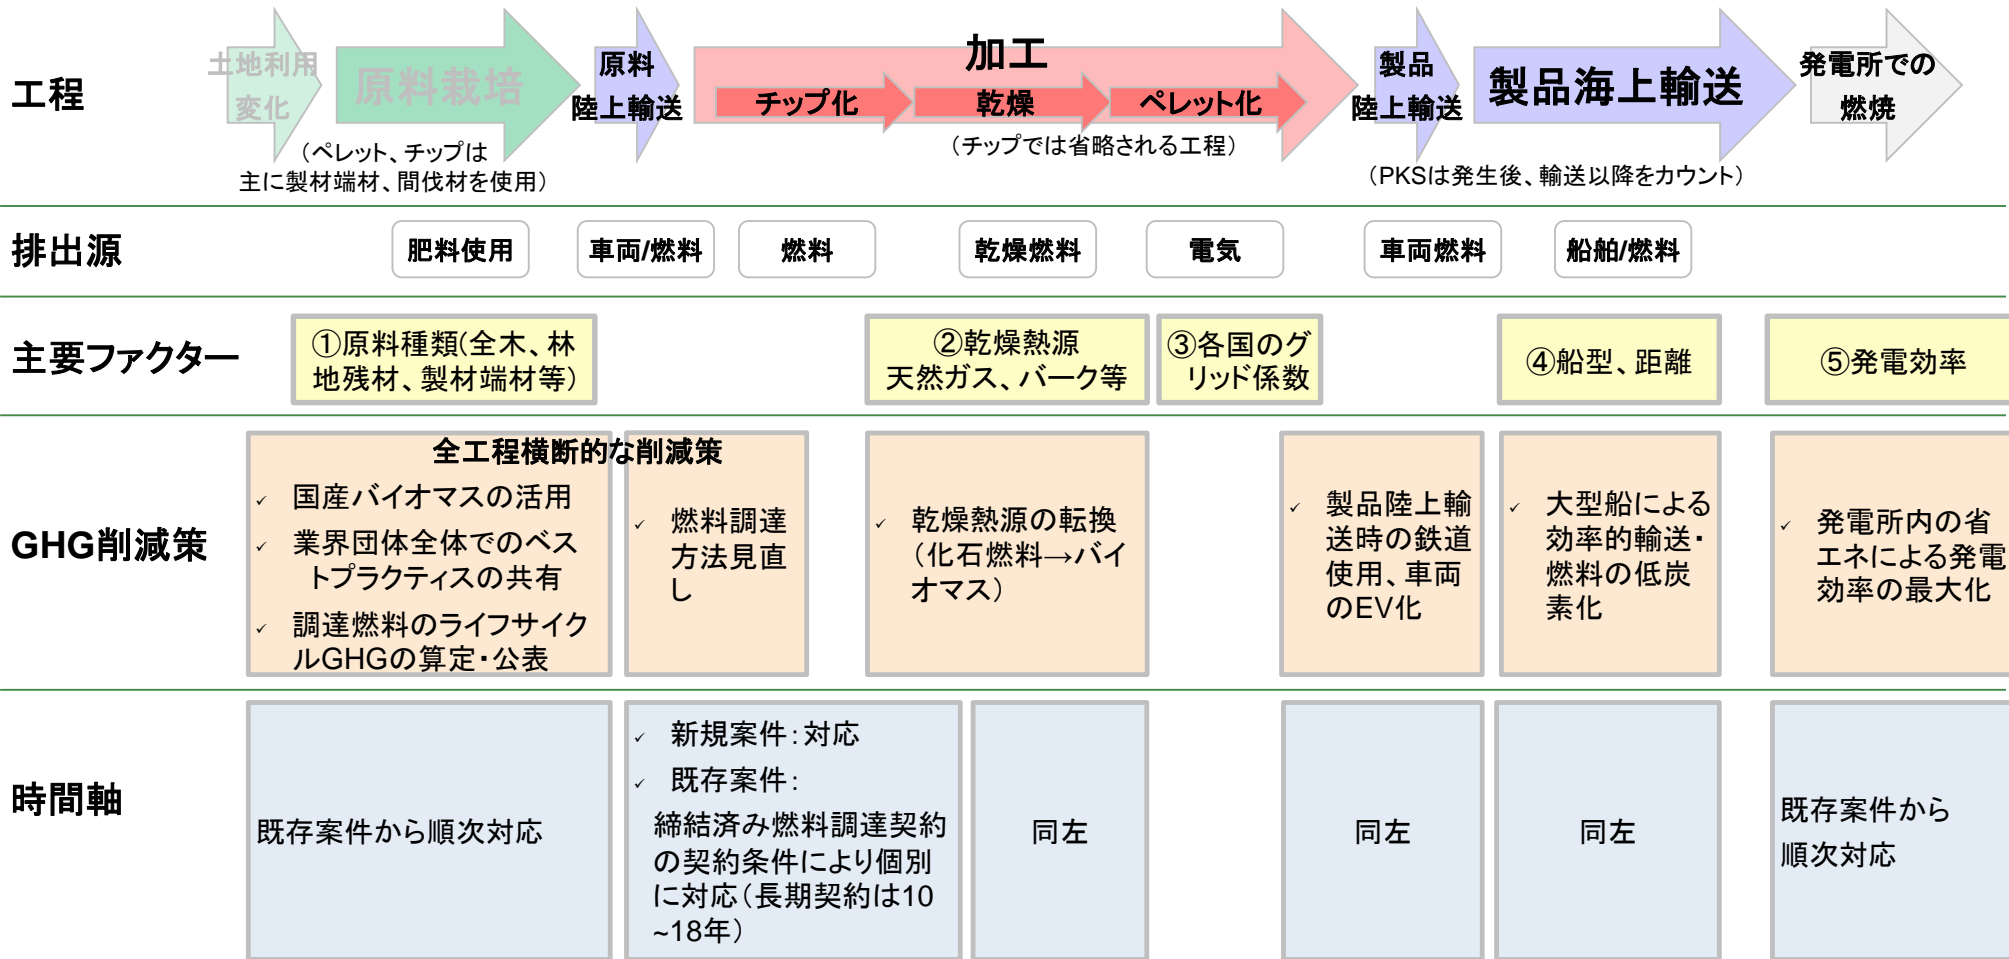 工程
土地利用
変化
原料栽培
(ペレット、チップは
主に製材端材、間伐材を使用)
原料
陸上輸送
加工
チップ化
乾燥
ペレット化
(チップでは省略される工程)
製品
陸上輸送
製品海上輸送
(PKSは発生後、輸送以降をカウント)
発電所での
燃焼
排出源
肥料使用
車両/燃料
燃料
乾燥燃料
電気
車両燃料
船舶/燃料
主要ファクター
①原料種類(全木、林
地残材、製材端材等)
②乾燥熱源
天然ガス、バーク等
③各国のグ
リッド係数
④船型、距離
⑤発電効率
GHG削減策
全工程横断的な削減策
✓ 国産バイオマスの活用
✓ 業界団体全体でのベス
トプラクティスの共有
✓ 調達燃料のライフサイク
ルGHGの算定・公表
✓ 燃料調達
方法見直
し
✓ 乾燥熱源の転換
(化石燃料→バイ
オマス)
✓ 製品陸上輸
送時の鉄道
使用、車両
のEV化
✓ 大型船による
効率的輸送・
燃料の低炭
素化
✓ 発電所内の省
エネによる発電
効率の最大化
時間軸
既存案件から順次対応
✓ 新規案件:対応
✓ 既存案件:
締結済み燃料調達契約
の契約条件により個別
に対応(長期契約は10
~18年)
同左
同左
同左
既存案件から
順次対応